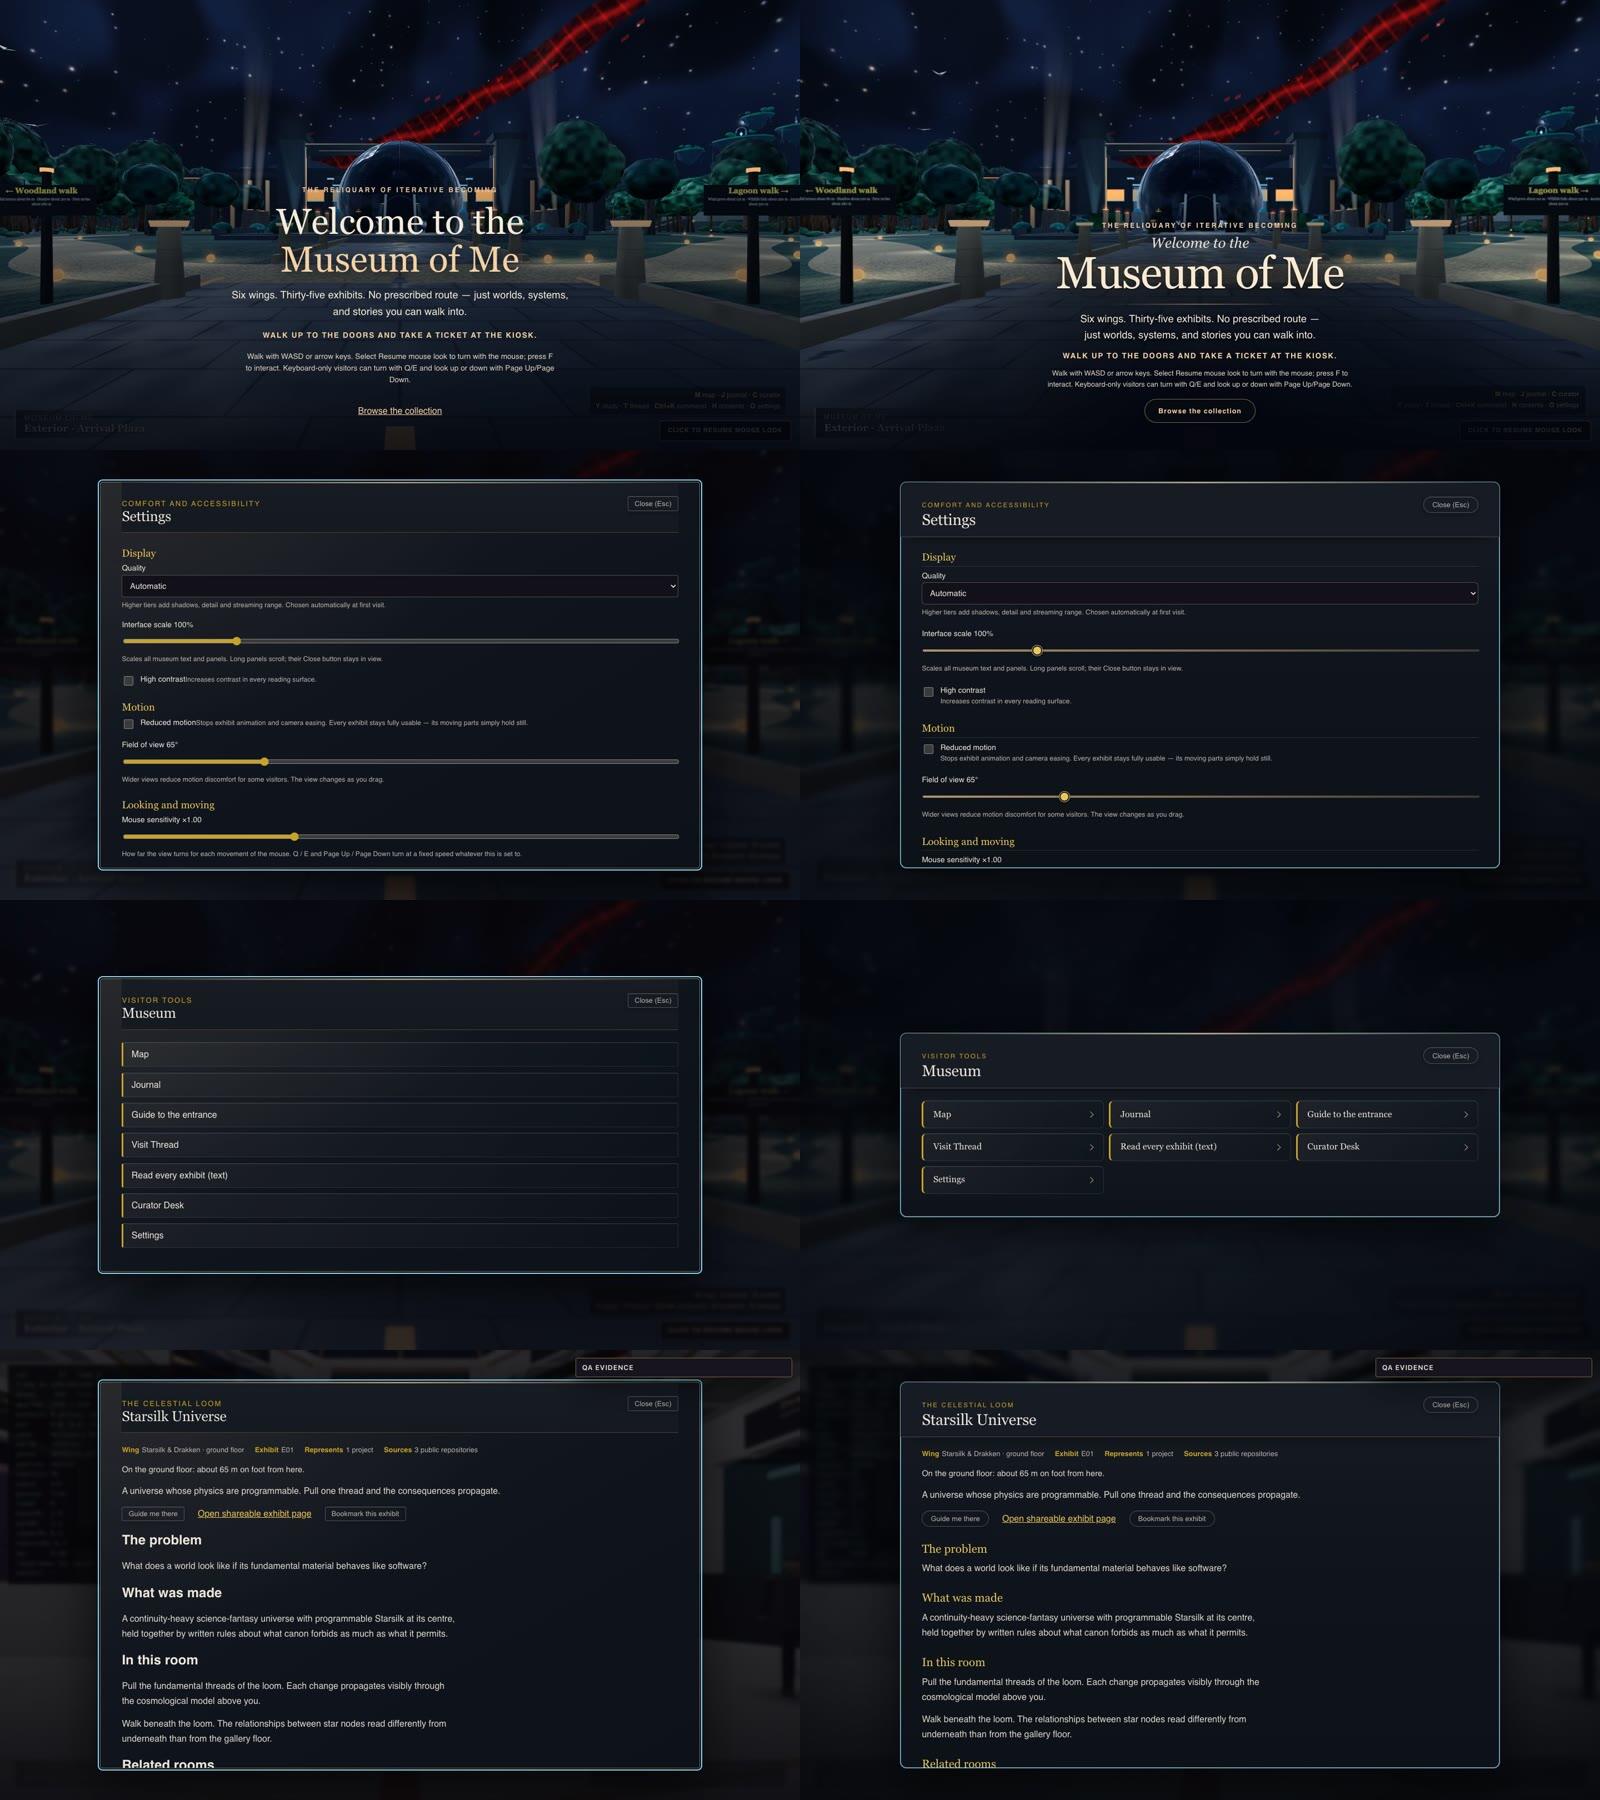 ← Woodland walk
Lagoon walk →
THE RELIQUARY OF ITERATIVE BECOMING
Welcome to the
Museum of Me
Six wings. Thirty-five exhibits. No prescribed route — just worlds, systems,
and stories you can walk into.
WALK UP TO THE DOORS AND TAKE A TICKET AT THE KIOSK.
Walk with WASD or arrow keys. Select Resume mouse look to turn with the mouse; press F
to interact. Keyboard-only visitors can turn with Q/E and look up or down with Page Up/Page
Down.
Browse the collection
MUSEUM OF ME
Exterior · Arrival Plaza
M map · J journal · C curator
CLICK TO RESUME MOUSE LOOK
← Woodland walk
Lagoon walk →
THE RELIQUARY OF ITERATIVE BECOMING
Welcome to the
Museum of Me
Six wings. Thirty-five exhibits. No prescribed route —
just worlds, systems, and stories you can walk into.
WALK UP TO THE DOORS AND TAKE A TICKET AT THE KIOSK.
Walk with WASD or arrow keys. Select Resume mouse look to turn with the mouse; press F to
interact. Keyboard-only visitors can turn with Q/E and look up or down with Page Up/Page Down.
Browse the collection
MUSEUM OF ME
Exterior · Arrival Plaza
M map · J journal · C curator
CLICK TO RESUME MOUSE LOOK
COMFORT AND ACCESSIBILITY
Settings
Close (Esc)
Display
Quality
Automatic
Higher tiers add shadows, detail and streaming range. Chosen automatically at first visit.
Interface scale 100%
Scales all museum text and panels. Long panels scroll; their Close button stays in view.
High contrastIncreases contrast in every reading surface.
Motion
Reduced motionStops exhibit animation and camera easing. Every exhibit stays fully usable — its moving parts simply hold still.
Field of view 65°
Wider views reduce motion discomfort for some visitors. The view changes as you drag.
Looking and moving
Mouse sensitivity ×1.00
How far the view turns for each movement of the mouse. Q / E and Page Up / Page Down turn at a fixed speed whatever this is set to.
COMFORT AND ACCESSIBILITY
Settings
Close (Esc)
Display
Quality
Automatic
Higher tiers add shadows, detail and streaming range. Chosen automatically at first visit.
Interface scale 100%
Scales all museum text and panels. Long panels scroll; their Close button stays in view.
High contrast
Increases contrast in every reading surface.
Motion
Reduced motion
Stops exhibit animation and camera easing. Every exhibit stays fully usable — its moving parts simply hold still.
Field of view 65°
Wider views reduce motion discomfort for some visitors. The view changes as you drag.
Looking and moving
Mouse sensitivity ×1.00
VISITOR TOOLS
Museum
Close (Esc)
Map
Journal
Guide to the entrance
Visit Thread
Read every exhibit (text)
Curator Desk
Settings
VISITOR TOOLS
Museum
Close (Esc)
Map
Journal
Guide to the entrance
Visit Thread
Read every exhibit (text)
Curator Desk
Settings
QA EVIDENCE
THE CELESTIAL LOOM
Starsilk Universe
Close (Esc)
Wing Starsilk & Drakken · ground floor Exhibit E01 Represents 1 project Sources 3 public repositories
On the ground floor: about 65 m on foot from here.
A universe whose physics are programmable. Pull one thread and the consequences propagate.
Guide me there
Open shareable exhibit page
Bookmark this exhibit
The problem
What does a world look like if its fundamental material behaves like software?
What was made
A continuity-heavy science-fantasy universe with programmable Starsilk at its centre,
held together by written rules about what canon forbids as much as what it permits.
In this room
Pull the fundamental threads of the loom. Each change propagates visibly through
the cosmological model above you.
Walk beneath the loom. The relationships between star nodes read differently from
underneath than from the gallery floor.
Related rooms
QA EVIDENCE
THE CELESTIAL LOOM
Starsilk Universe
Close (Esc)
Wing Starsilk & Drakken · ground floor Exhibit E01 Represents 1 project Sources 3 public repositories
On the ground floor: about 65 m on foot from here.
A universe whose physics are programmable. Pull one thread and the consequences propagate.
Guide me there
Open shareable exhibit page
Bookmark this exhibit
The problem
What does a world look like if its fundamental material behaves like software?
What was made
A continuity-heavy science-fantasy universe with programmable Starsilk at its centre,
held together by written rules about what canon forbids as much as what it permits.
In this room
Pull the fundamental threads of the loom. Each change propagates visibly through the
cosmological model above you.
Walk beneath the loom. The relationships between star nodes read differently from
underneath than from the gallery floor.
Related rooms